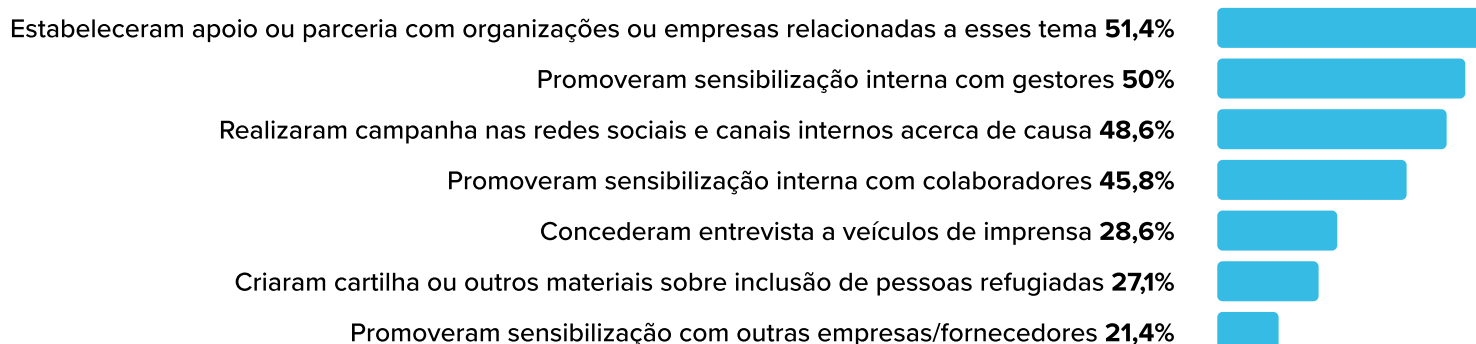 Estabeleceram apoio ou parceria com organizações ou empresas relacionadas a esses tema 51,4%
Promoveram sensibilização interna com gestores 50%
Realizaram campanha nas redes sociais e canais internos acerca de causa 48,6%
Promoveram sensibilização interna com colaboradores 45,8%
Concederam entrevista a veículos de imprensa 28,6%
Criaram cartilha ou outros materiais sobre inclusão de pessoas refugiadas 27,1%
Promoveram sensibilização com outras empresas/fornecedores 21,4%